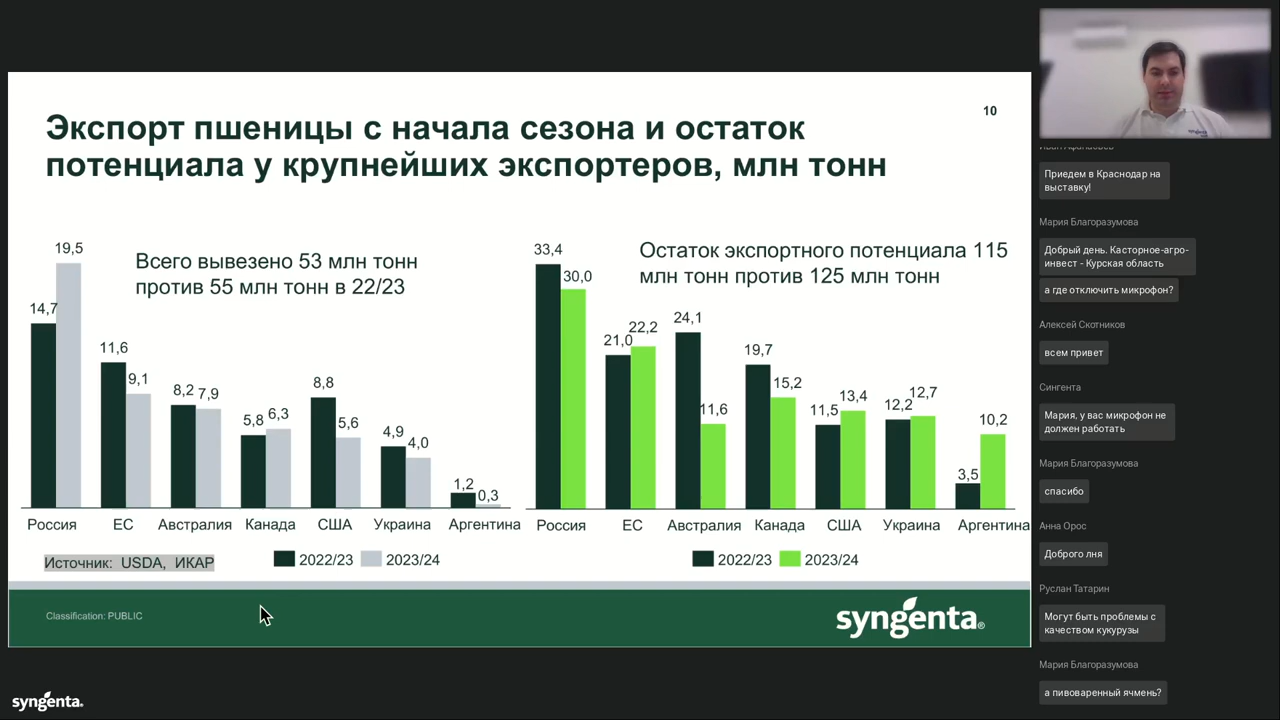 10
Экспорт пшеницы с начала сезона и остаток
потенциала у крупнейших экспортеров, млн тонн
Всего вывезено 53 млн тонн
против 55 млн тонн в 22/23
14,7
19,5
11,6
9,1
8,2
7,9
5,8
6,3
8,8
5,6
4,9
4,0
1,2
0,3
Россия
ЕС
Австралия
Канада
США
Украина
Аргентина
2022/23
2023/24
Источник: USDA, ИКАР
Остаток экспортного потенциала 115
млн тонн против 125 млн тонн
33,4
30,0
21,0
22,2
24,1
11,6
19,7
15,2
11,5
13,4
12,2
12,7
3,5
10,2
Россия
ЕС
Австралия
Канада
США
Украина
Аргентина
2022/23
2023/24
Classification: PUBLIC
syngenta®
syngenta.
syngenta
Приедем в Краснодар на
выставку!
Мария Благоразумова
Добрый день. Касторное-агро-
инвест - Курская область
а где отключить микрофон?
Алексей Скотников
всем привет
Сингента
Мария, у вас микрофон не
должен работать
Мария Благоразумова
спасибо
Анна Орос
Доброго лня
Руслан Татарин
Могут быть проблемы с
качеством кукурузы
Мария Благоразумова
а пивоваренный ячмень?